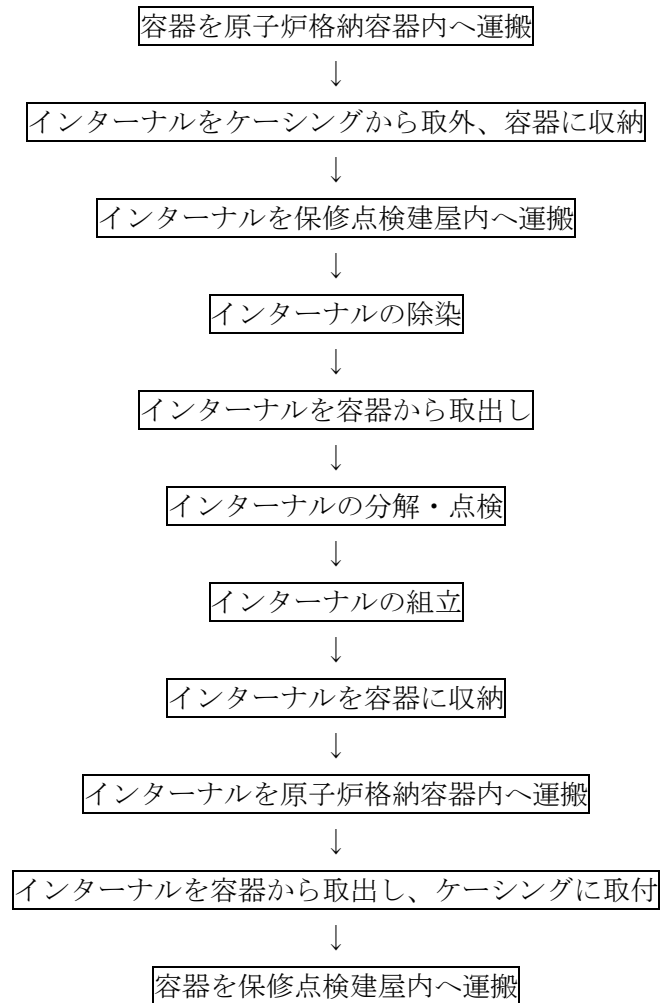 容器を原子炉格納容器内へ運搬
↓
インターナルをケーシングから取外、容器に収納
↓
インターナルを保修点検建屋内へ運搬
↓
インターナルの除染
↓
インターナルを容器から取出し
↓
インターナルの分解・点検
↓
インターナルの組立
↓
インターナルを容器に収納
↓
インターナルを原子炉格納容器内へ運搬
↓
インターナルを容器から取出し、ケーシングに取付
↓
容器を保修点検建屋内へ運搬